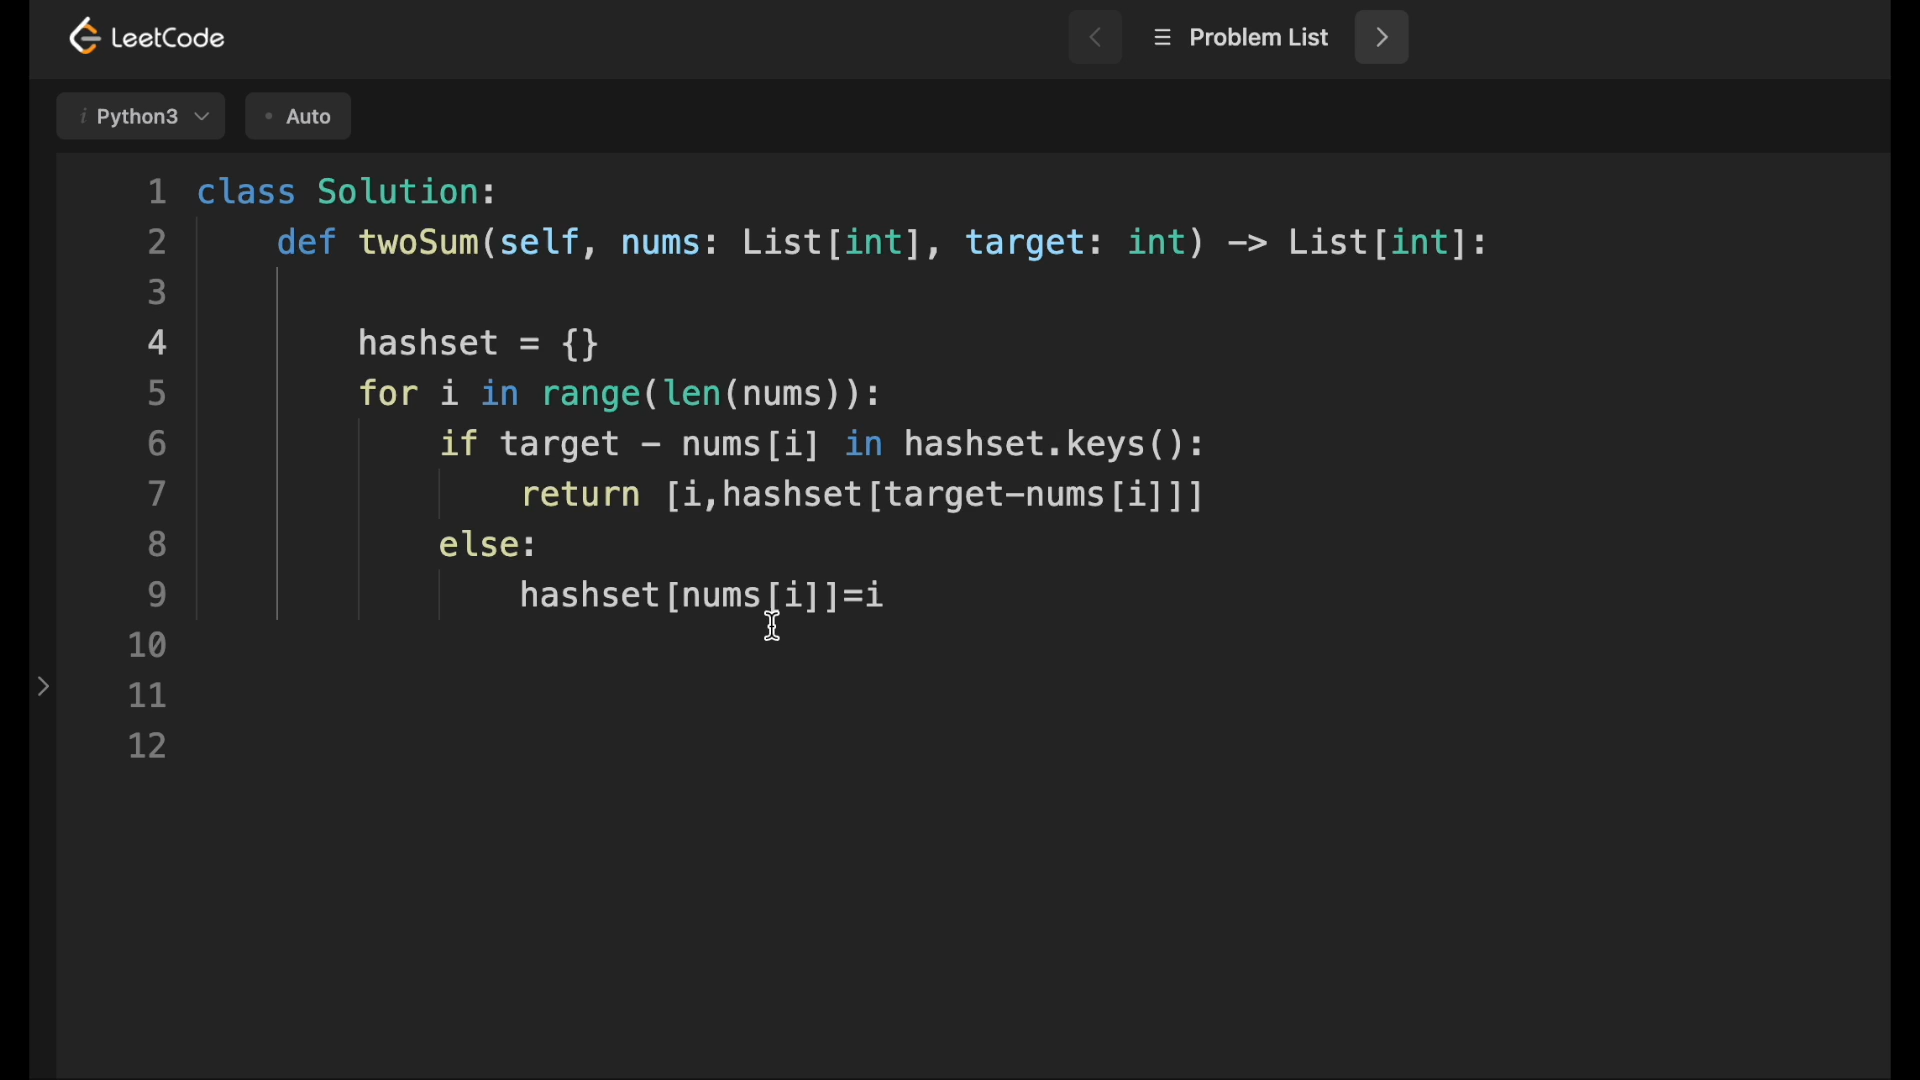 LeetCode
Problem List
i Python3
Auto
1 class Solution:
2     def twoSum(self, nums: List[int], target: int) -> List[int]:
3
4         hashset = {}
5         for i in range(len(nums)):
6             if target - nums[i] in hashset.keys():
7                 return [i,hashset[target-nums[i]]]
8             else:
9                 hashset[nums[i]]=i
10
11
12